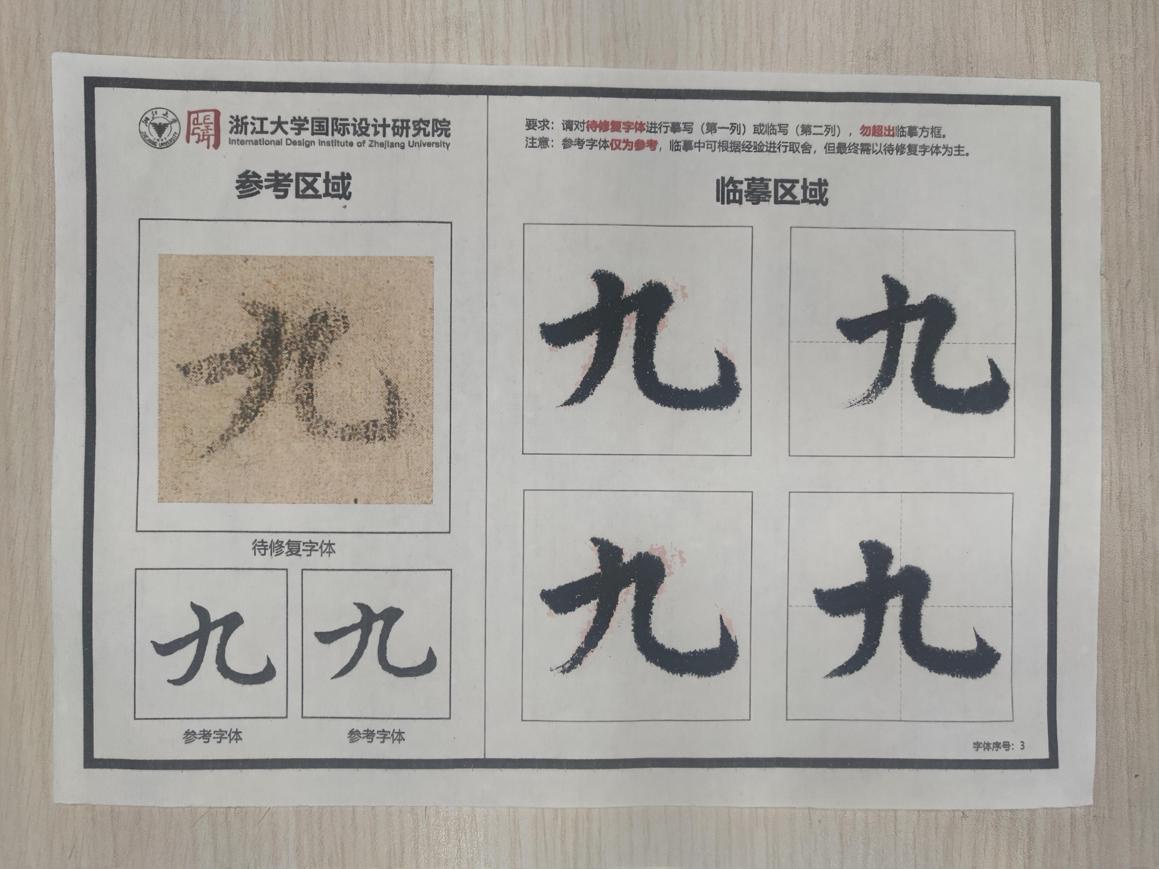 浙江大学国际设计研究院
International Design Institute of Zhejiang University
参考区域
九
待修复字体
九 九
参考字体 参考字体
要求：请对待修复字体进行摹写（第一列）或临写（第二列），勿超出临摹方框。
注意：参考字体仅为参考，临摹中可根据经验进行取舍，但最终需以待修复字体为主。
临摹区域
九 九
九 九
字体序号：3